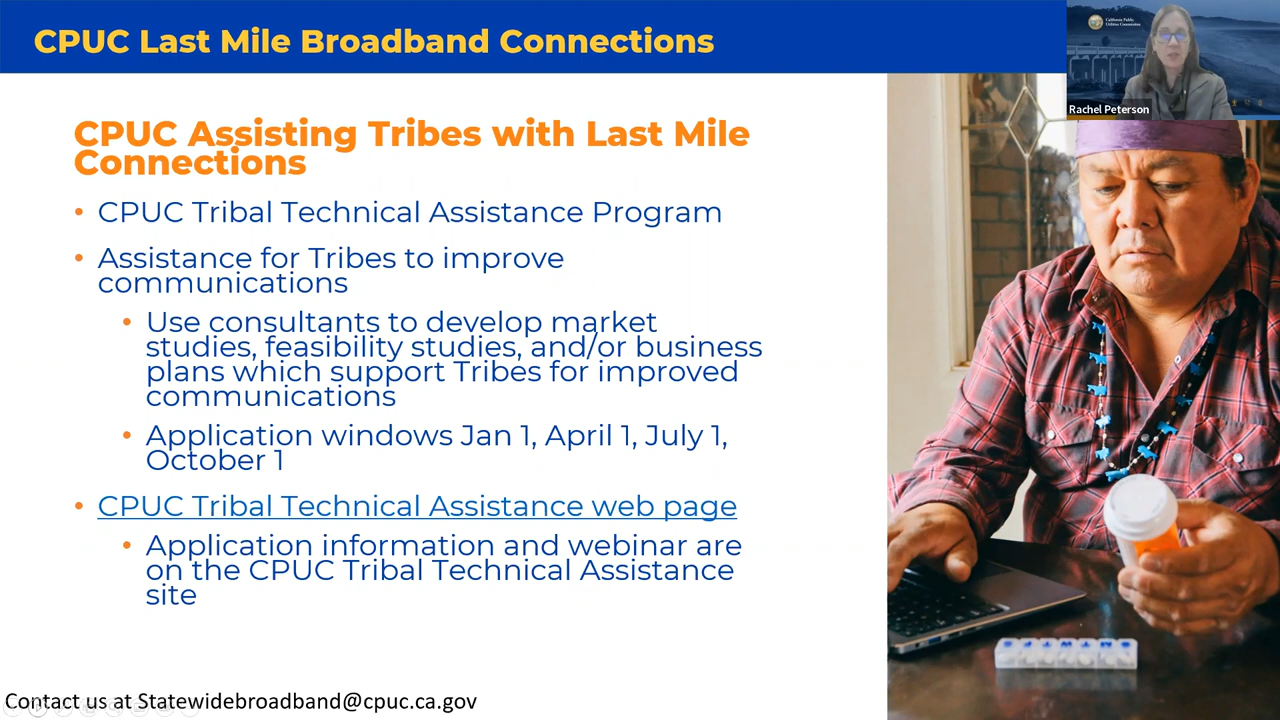 CPUC Last Mile Broadband Connections
California Public
Utilities Commission
Rachel Peterson
CPUC Assisting Tribes with Last Mile
Connections
• CPUC Tribal Technical Assistance Program
• Assistance for Tribes to improve
communications
• Use consultants to develop market
studies, feasibility studies, and/or business
plans which support Tribes for improved
communications
• Application windows Jan 1, April 1, July 1,
October 1
• CPUC Tribal Technical Assistance web page
• Application information and webinar are
on the CPUC Tribal Technical Assistance
site
S M T W T F S
Contact us at Statewidebroadband@cpuc.ca.gov